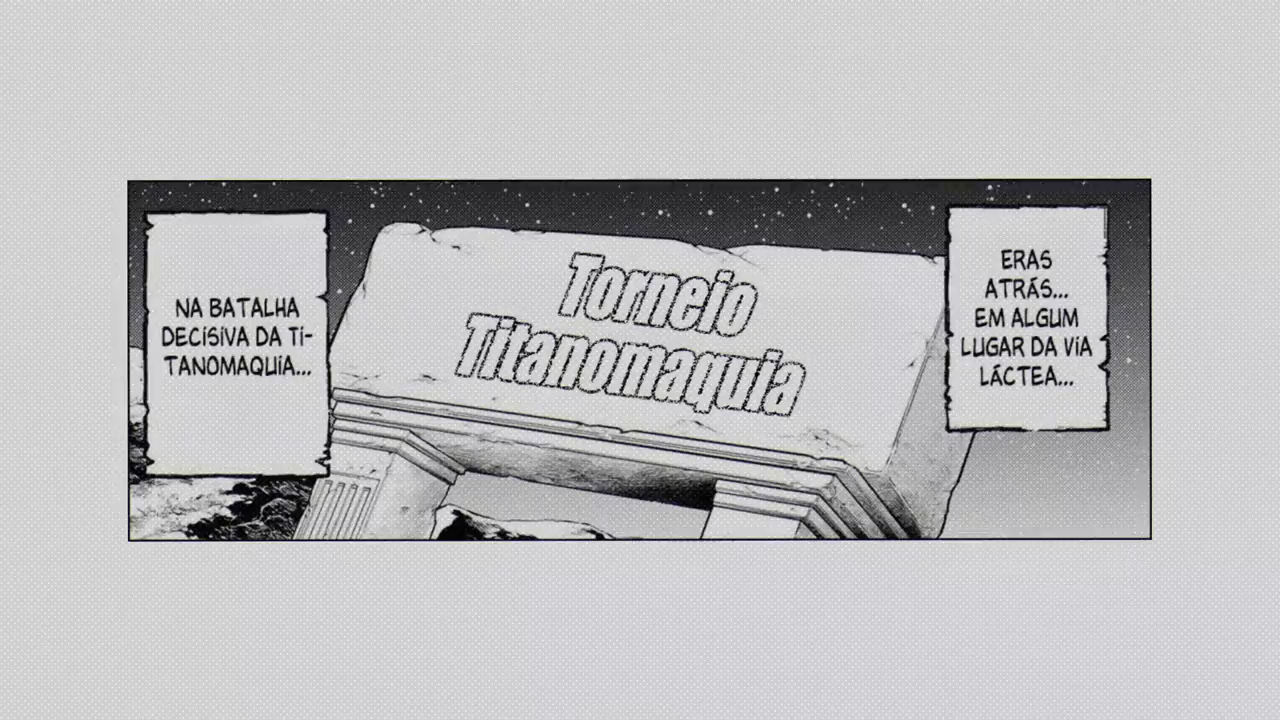 ERAS
ATRÁS...
EM ALGUM
LUGAR DA VIA
LÁCTEA...
Torneio
Titanomaquia
NA BATALHA
DECISIVA DA TI-
TANOMAQUIA...